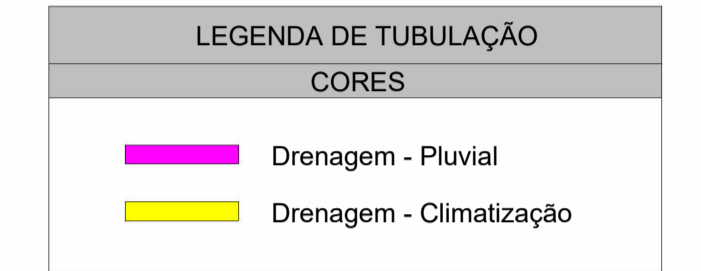 LEGENDA DE TUBULAÇÃO
CORES
Drenagem - Pluvial
Drenagem - Climatização